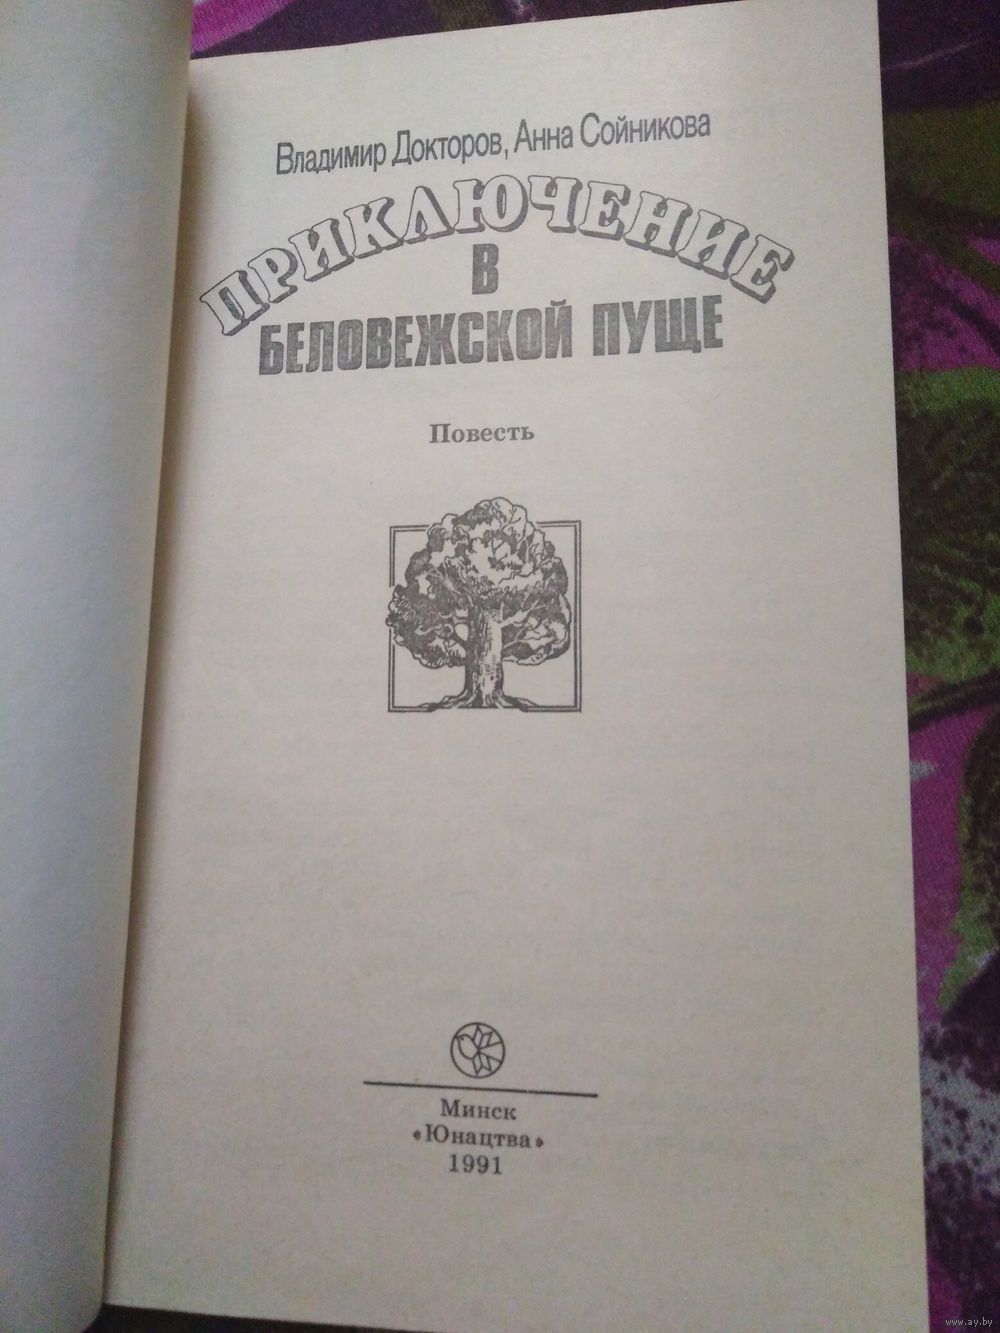 Владимир Докторов, Анна Сойникова
ПРИКЛЮЧЕНИЕ
В
БЕЛОВЕЖСКОЙ ПУЩЕ
Повесть
Минск
«Юнацтва»
1991
www.ay.by